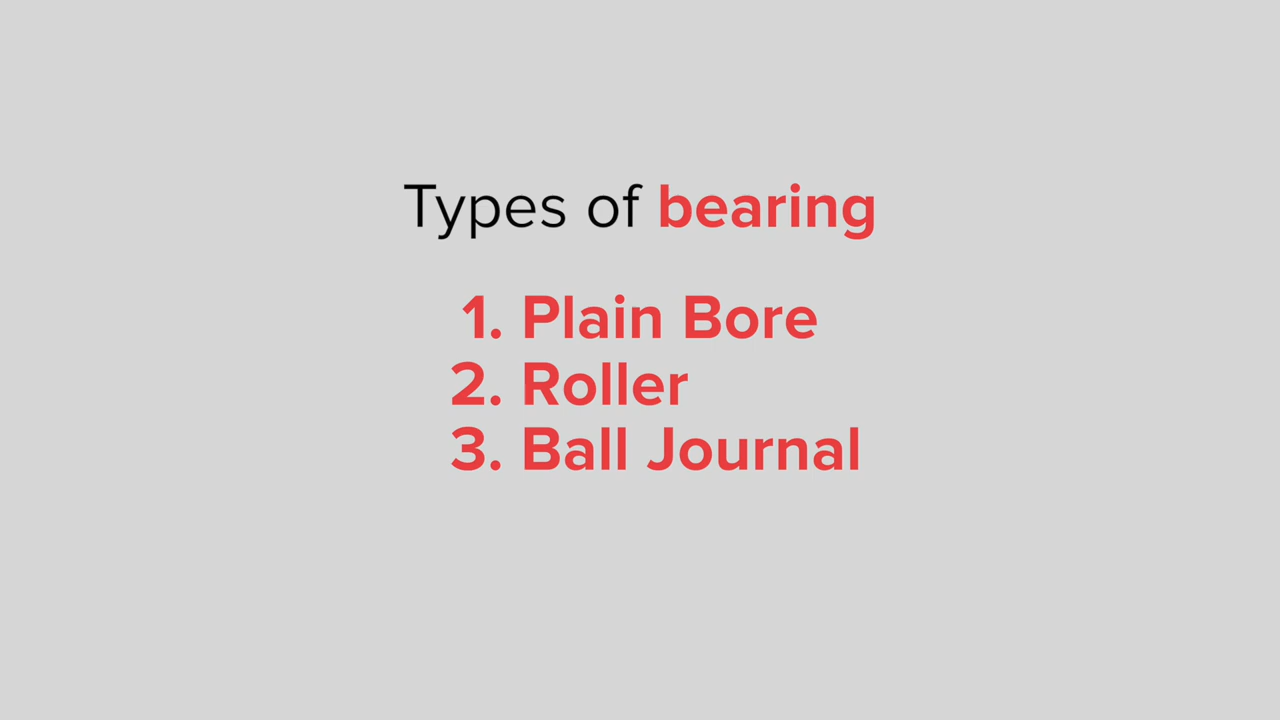 Types of bearing
1. Plain Bore
2. Roller
3. Ball Journal